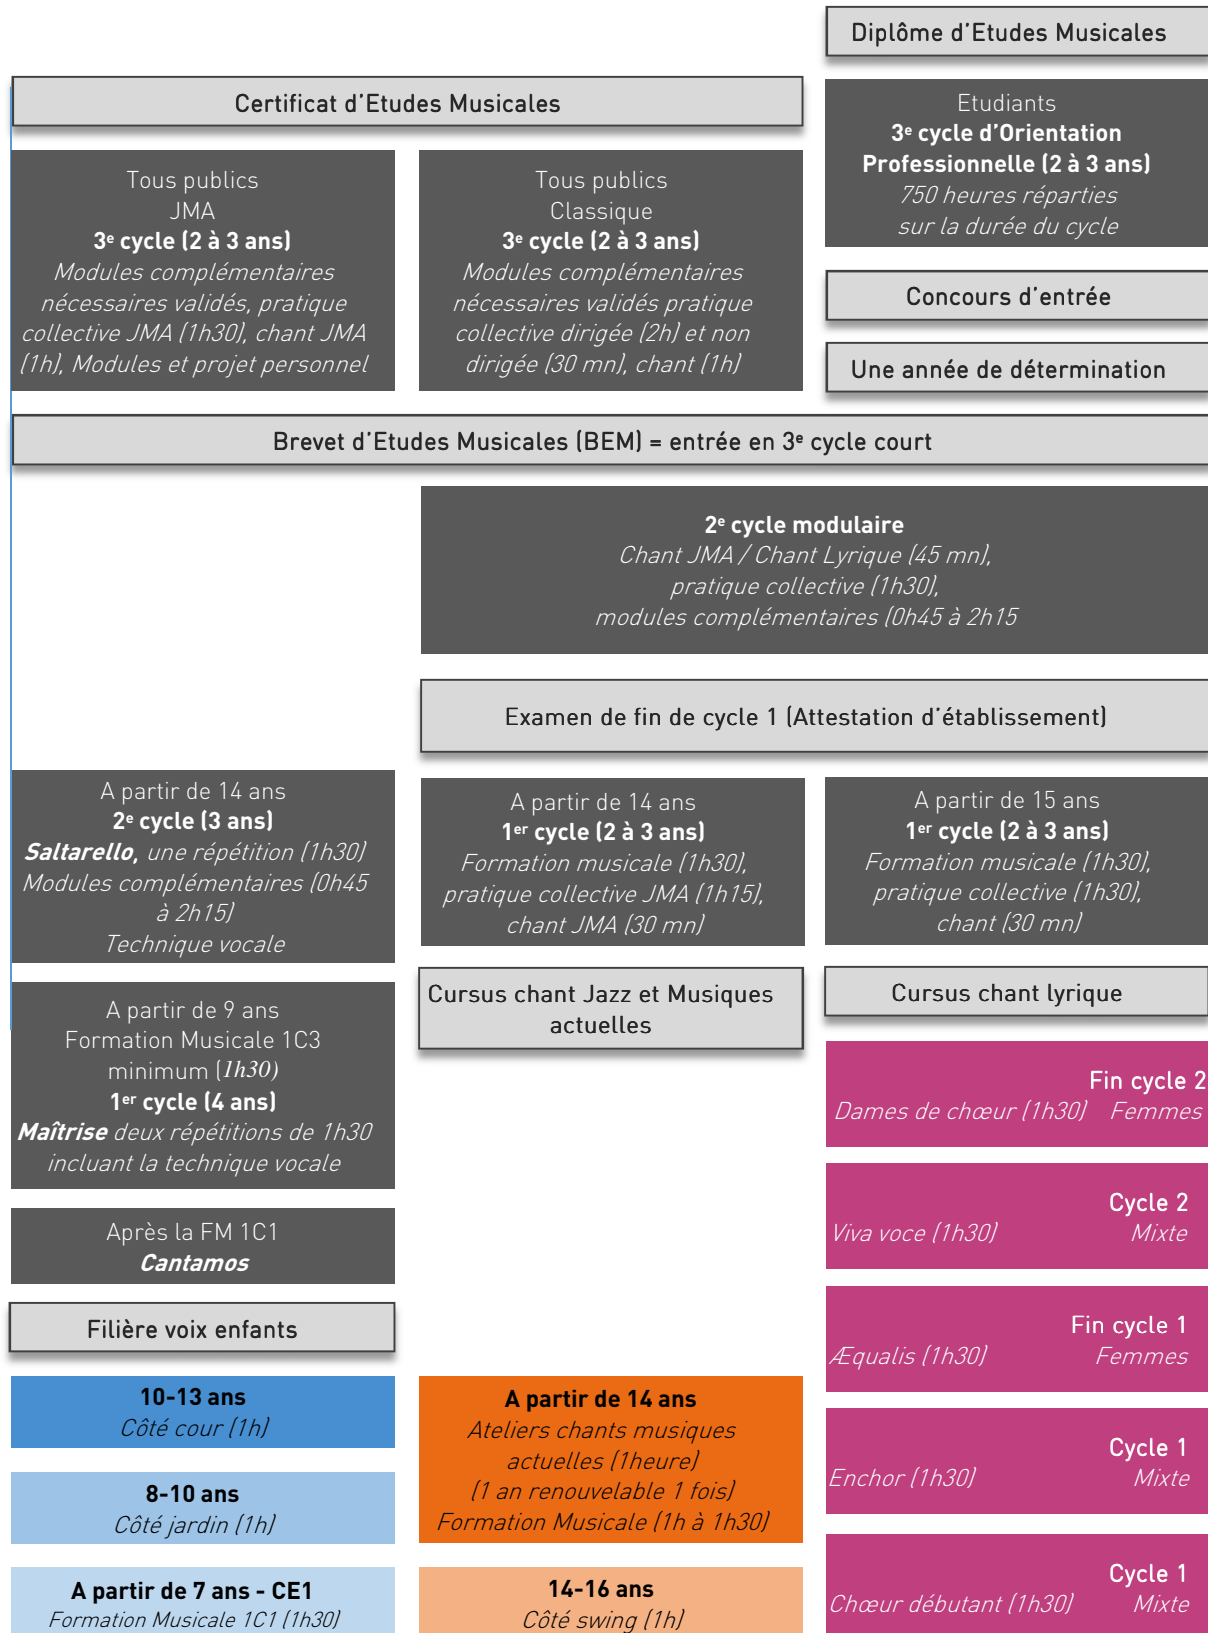 Diplôme d'Etudes Musicales
Certificat d'Etudes Musicales
Etudiants
3e cycle d'Orientation
Professionnelle (2 à 3 ans)
750 heures réparties
sur la durée du cycle
Tous publics
JMA
3e cycle (2 à 3 ans)
Modules complémentaires
nécessaires validés, pratique
collective JMA (1h30), chant JMA
(1h), Modules et projet personnel
Tous publics
Classique
3e cycle (2 à 3 ans)
Modules complémentaires
nécessaires validés pratique
collective dirigée (2h) et non
dirigée (30 mn), chant (1h)
Concours d'entrée
Une année de détermination
Brevet d'Etudes Musicales (BEM) = entrée en 3e cycle court
2e cycle modulaire
Chant JMA / Chant Lyrique (45 mn),
pratique collective (1h30),
modules complémentaires (0h45 à 2h15
Examen de fin de cycle 1 (Attestation d'établissement)
A partir de 14 ans
2e cycle (3 ans)
Saltarello, une répétition (1h30)
Modules complémentaires (0h45
à 2h15)
Technique vocale
A partir de 14 ans
1er cycle (2 à 3 ans)
Formation musicale (1h30),
pratique collective JMA (1h15),
chant JMA (30 mn)
A partir de 15 ans
1er cycle (2 à 3 ans)
Formation musicale (1h30),
pratique collective (1h30),
chant (30 mn)
A partir de 9 ans
Formation Musicale 1C3
minimum (1h30)
1er cycle (4 ans)
Maîtrise deux répétitions de 1h30
incluant la technique vocale
Après la FM 1C1
Cantamos
Filière voix enfants
10-13 ans
Côté cour (1h)
8-10 ans
Côté jardin (1h)
A partir de 7 ans - CE1
Formation Musicale 1C1 (1h30)
Cursus chant Jazz et Musiques
actuelles
A partir de 14 ans
Ateliers chants musiques
actuelles (1heure)
(1 an renouvelable 1 fois)
Formation Musicale (1h à 1h30)
14-16 ans
Côté swing (1h)
Cursus chant lyrique
Fin cycle 2
Dames de chœur (1h30) Femmes
Cycle 2
Viva voce (1h30) Mixte
Fin cycle 1
Æqualis (1h30) Femmes
Cycle 1
Enchor (1h30) Mixte
Cycle 1
Chœur débutant (1h30) Mixte